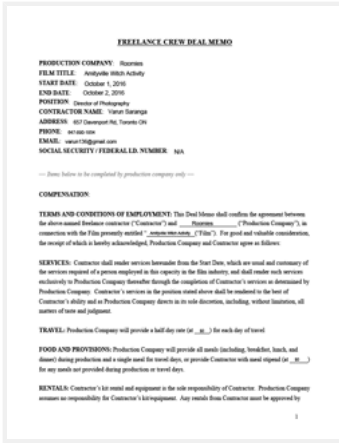 FREELANCE CREW DEAL MEMO
PRODUCTION COMPANY: Roomies
FILM TITLE: Amityville Witch Activity
START DATE: October 1, 2016
END DATE: October 2, 2016
POSITION: Director of Photography
CONTRACTOR NAME: Varun Saranga
ADDRESS: 657 Davenport Rd, Toronto ON
PHONE:
EMAIL: varun135@gmail.com
SOCIAL SECURITY / FEDERAL I.D. NUMBER: N/A
--- Items below to be completed by production company only ---
COMPENSATION:
TERMS AND CONDITIONS OF EMPLOYMENT: This Deal Memo shall confirm the agreement between
the above-named freelance contractor ("Contractor") and Roomies ("Production Company"), in
connection with the Film presently entitled " Amityville Witch Activity ("Film"). For good and valuable consideration,
the receipt of which is hereby acknowledged, Production Company and Contractor agree as follows:
SERVICES: Contractor shall render services hereunder from the Start Date, which are usual and customary of
the services required of a person employed in this capacity in the film industry, and shall render such services
exclusively to Production Company thereafter through the completion of Contractor's services as determined by
Production Company. Contractor's services in the position stated above shall be rendered to the best of
Contractor's ability and as Production Company directs in its sole discretion, including, without limitation, all
matters of taste and judgment.
TRAVEL: Production Company will provide a half-day rate (at $0 ) for each day of travel.
FOOD AND PROVISIONS: Production Company will provide all meals (including, breakfast, lunch, and
dinner) during production and a single meal for travel days, or provide Contractor with meal stipend (at $0 )
for any meals not provided during production or travel days.
RENTALS: Contractor's kit rental and equipment is the sole responsibility of Contractor. Production Company
assumes no responsibility for Contractor's kit/equipment. Any rentals from Contractor must be approved by
1